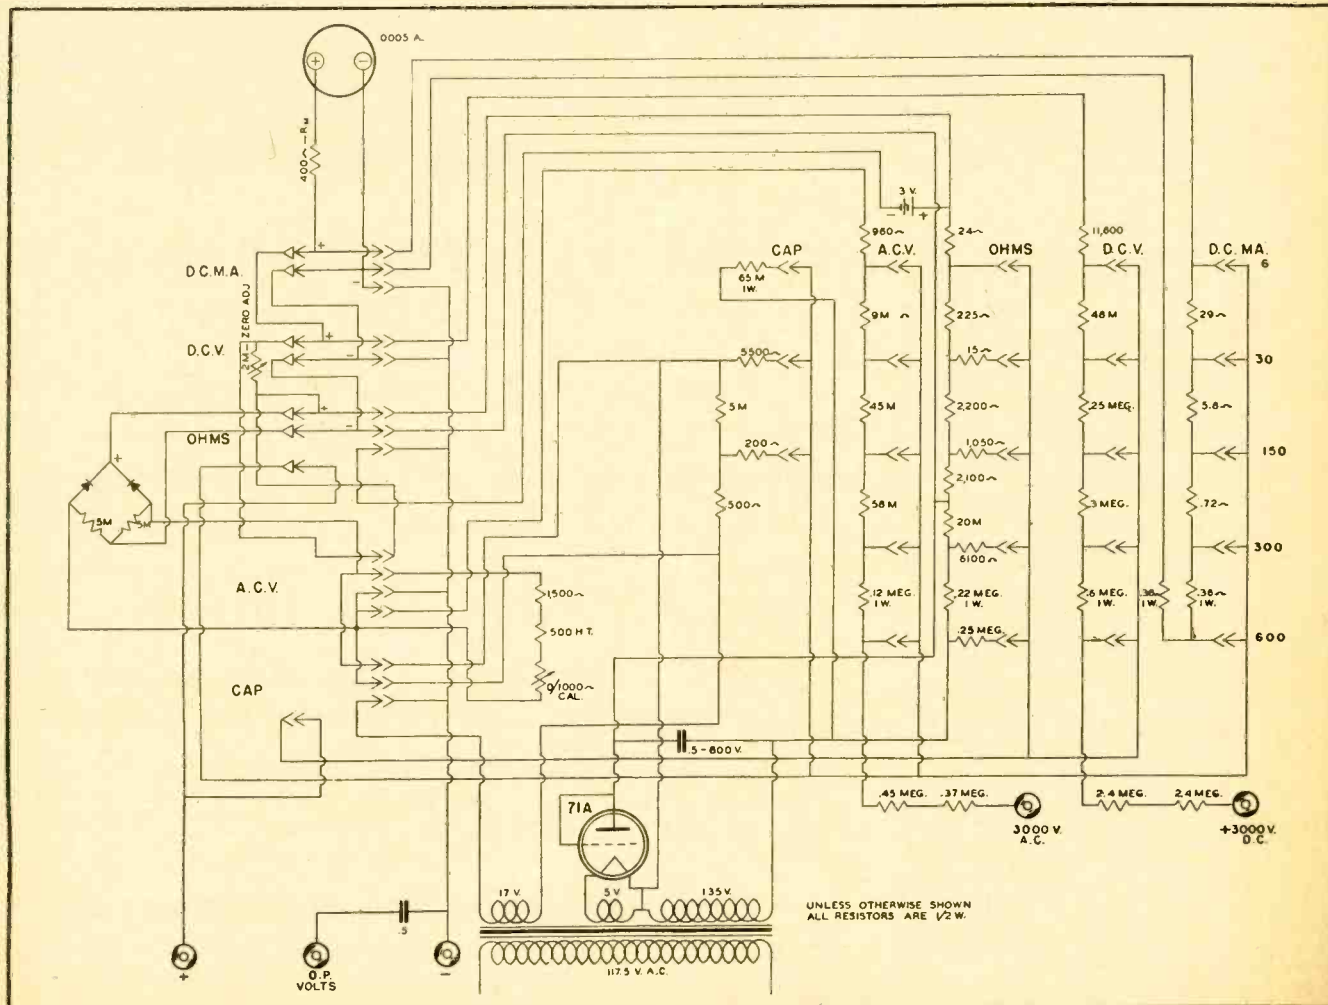 0005 A.
+ −
400~ – RM
3 V.
− +
960~
24~
11,600
CAP
A.C.V.
OHMS
D.C.V.
D.C. MA.
6
+
D.C.M.A.
−
65 M
1W.
2M – ZERO ADJ
9M ~
225~
48 M
29~
+
D.C.V.
−
5500~
15~
30
5M
45M
2,200~
.25 MEG.
5.8~
+
OHMS
−
200~
1,050~
150
+
2,100~
.5M
.5M
500~
58M
20M
.3 MEG.
.72~
6100~
300
A.C.V.
1,500~
.12 MEG.
1W.
.22 MEG.
1W.
.6 MEG.
1W.
.36~
1W.
500 HT.
.25 MEG.
600
CAP
0/1000~
CAL.
.5 – 600 V.
71A
.45 MEG.
.37 MEG.
2.4 MEG.
2.4 MEG.
3000 V.
A.C.
+3000 V.
D.C.
17 V.
5 V
135 V.
UNLESS OTHERWISE SHOWN
ALL RESISTORS ARE 1/2 W.
.5
+
O.P.
VOLTS
−
117.5 V. A.C.